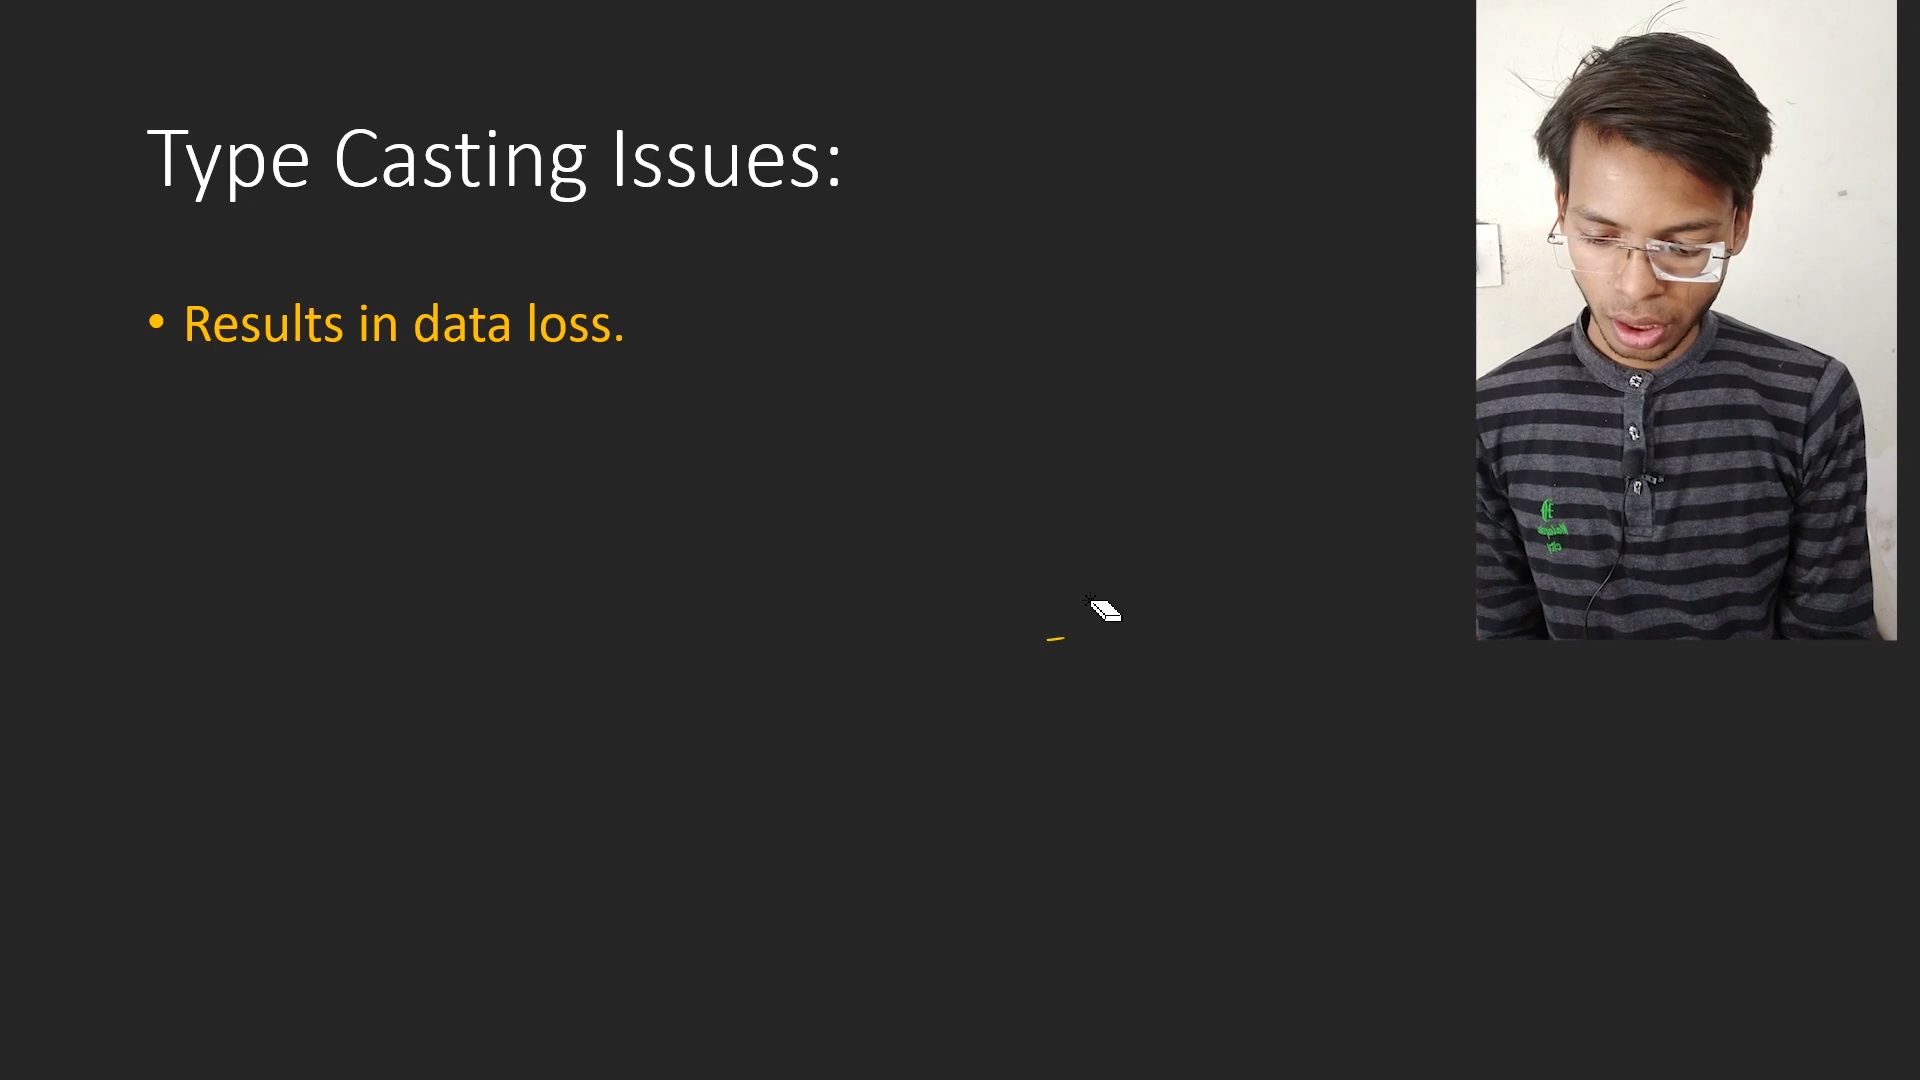 Type Casting Issues:
• Results in data loss.